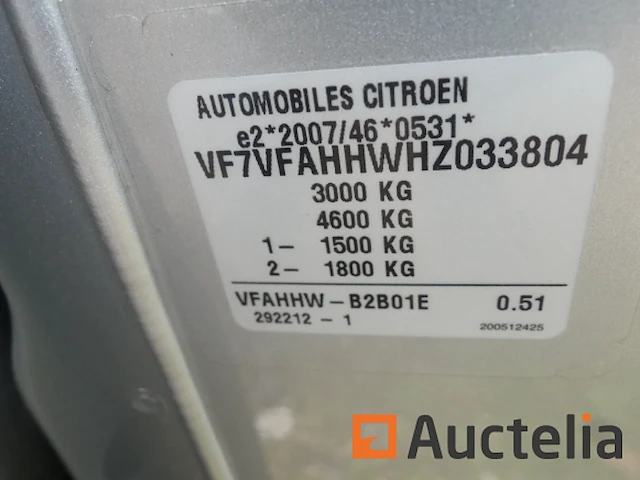 AUTOMOBILES CITROEN
e2*2007/46*0531*
VF7VFAHHWHZ033804
3000 KG
4600 KG
1- 1500 KG
2- 1800 KG
VFAHHW-B2B01E 0.51
292212-1 200512425
Auctelia